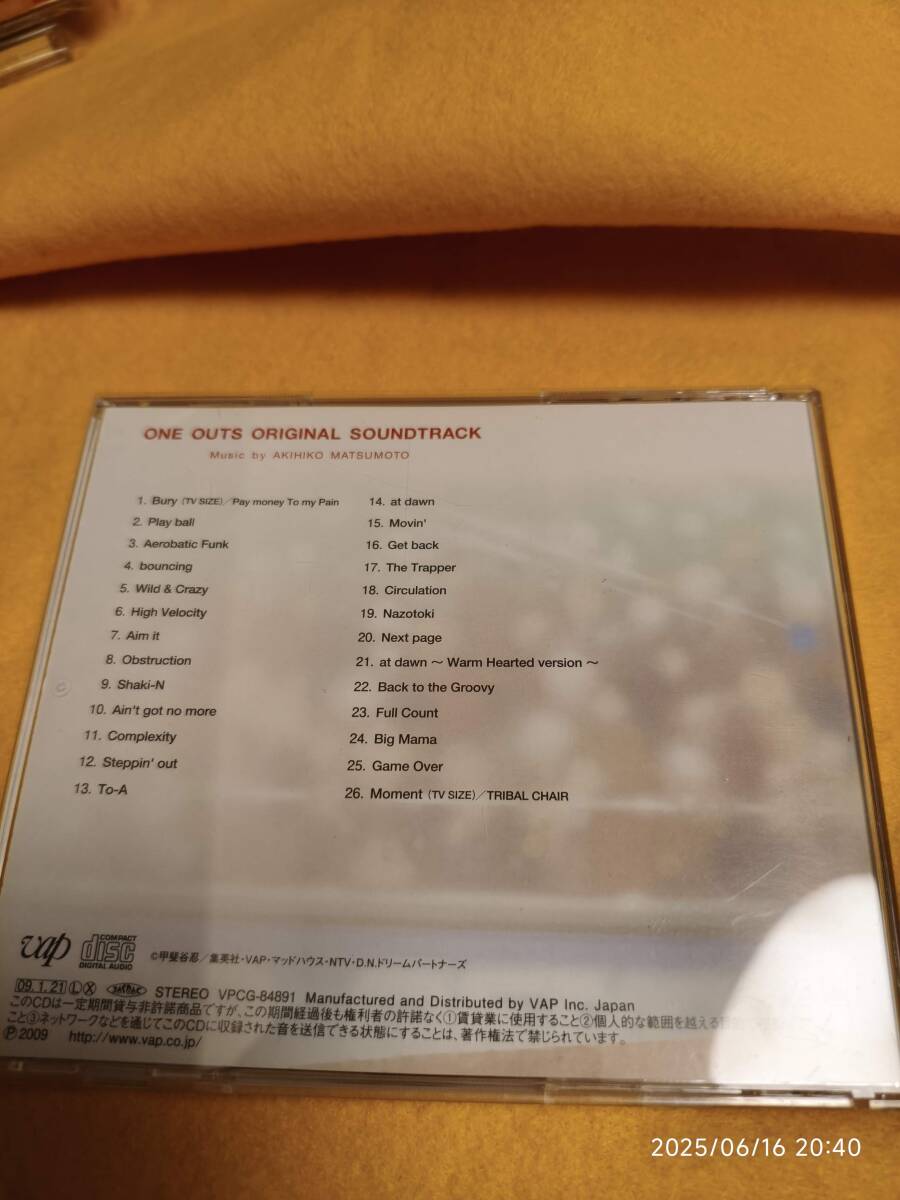 ONE OUTS ORIGINAL SOUNDTRACK
Music by AKIHIKO MATSUMOTO
1. Bury (TV SIZE)/Pay money To my Pain
2. Play ball
3. Aerobatic Funk
4. bouncing
5. Wild & Crazy
6. High Velocity
7. Aim it
8. Obstruction
9. Shaki-N
10. Ain't got no more
11. Complexity
12. Steppin' out
13. To-A
14. at dawn
15. Movin'
16. Get back
17. The Trapper
18. Circulation
19. Nazotoki
20. Next page
21. at dawn ～ Warm Hearted version ～
22. Back to the Groovy
23. Full Count
24. Big Mama
25. Game Over
26. Moment (TV SIZE)/TRIBAL CHAIR
vap COMPACT disc DIGITAL AUDIO ©甲斐谷忍／集英社・VAP・マッドハウス・NTV・D.N.ドリームパートナーズ
09.1.21 Ⓛ Ⓧ JASRAC STEREO VPCG-84891 Manufactured and Distributed by VAP Inc. Japan
このCDは一定期間貸与非許諾商品ですが、この期間経過後も権利者の許諾なく①賃貸業に使用すること②個人的な範囲を越える
こと③ネットワークなどを通じてこのCDに収録された音を送信できる状態にすることは、著作権法で禁じられています。
Ⓟ2009 http://www.vap.co.jp/
2025/06/16 20:40